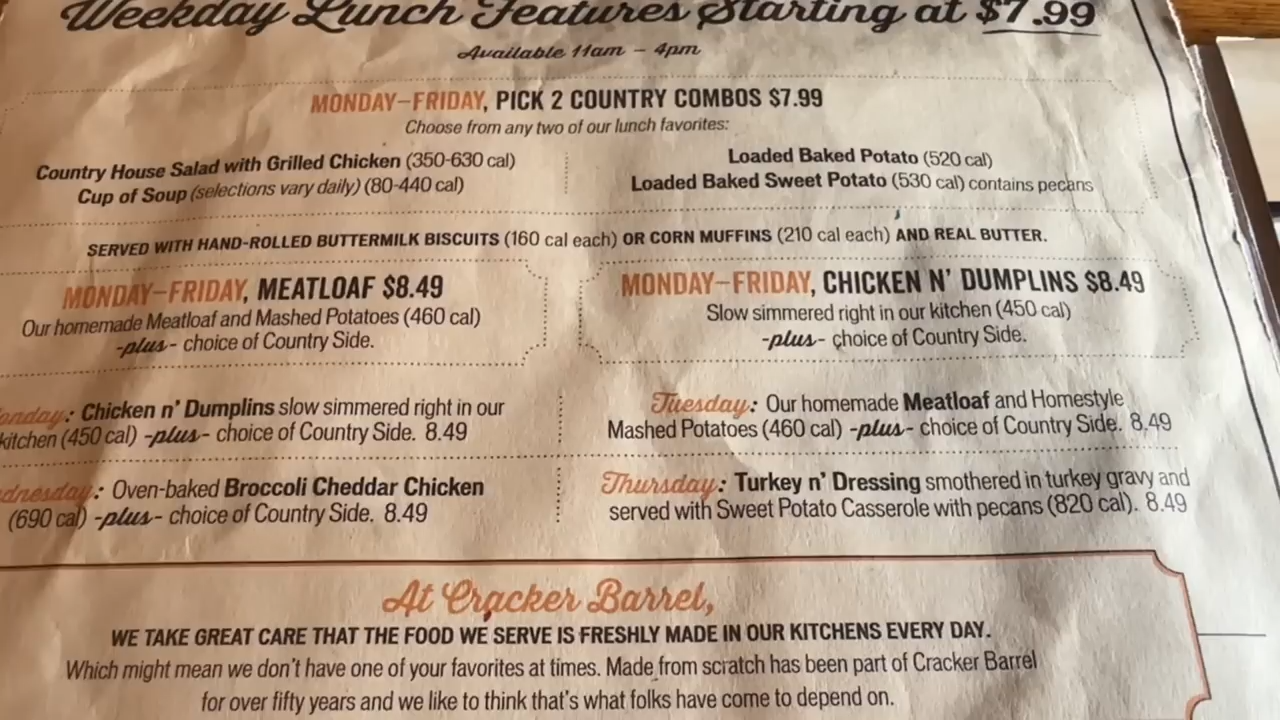 Weekday Lunch Features Starting at $7.99
Available 11am – 4pm
MONDAY–FRIDAY, PICK 2 COUNTRY COMBOS $7.99
Choose from any two of our lunch favorites:
Country House Salad with Grilled Chicken (350-630 cal)
Cup of Soup (selections vary daily) (80-440 cal)
Loaded Baked Potato (520 cal)
Loaded Baked Sweet Potato (530 cal) contains pecans
SERVED WITH HAND-ROLLED BUTTERMILK BISCUITS (160 cal each) OR CORN MUFFINS (210 cal each) AND REAL BUTTER.
MONDAY–FRIDAY, MEATLOAF $8.49
Our homemade Meatloaf and Mashed Potatoes (460 cal)
-plus- choice of Country Side.
MONDAY–FRIDAY, CHICKEN N' DUMPLINS $8.49
Slow simmered right in our kitchen (450 cal)
-plus- choice of Country Side.
onday: Chicken n' Dumplins slow simmered right in our
kitchen (450 cal) -plus- choice of Country Side. 8.49
Tuesday: Our homemade Meatloaf and Homestyle
Mashed Potatoes (460 cal) -plus- choice of Country Side. 8.49
dnesday: Oven-baked Broccoli Cheddar Chicken
(690 cal) -plus- choice of Country Side. 8.49
Thursday: Turkey n' Dressing smothered in turkey gravy and
served with Sweet Potato Casserole with pecans (820 cal). 8.49
At Cracker Barrel,
WE TAKE GREAT CARE THAT THE FOOD WE SERVE IS FRESHLY MADE IN OUR KITCHENS EVERY DAY.
Which might mean we don't have one of your favorites at times. Made from scratch has been part of Cracker Barrel
for over fifty years and we like to think that's what folks have come to depend on.